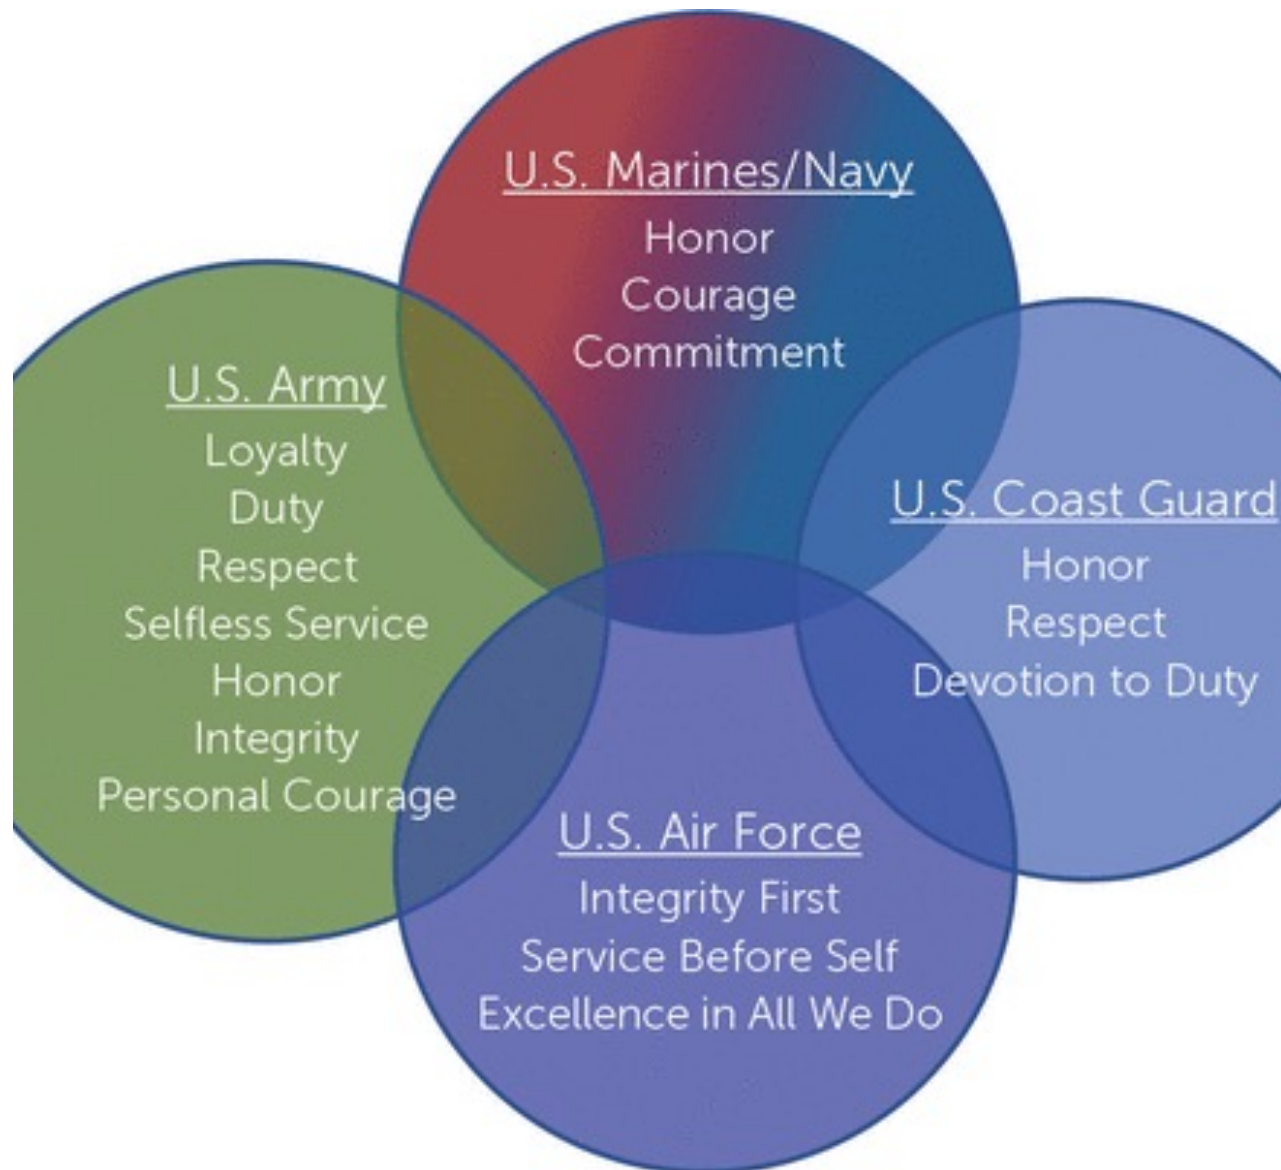 U.S. Marines/Navy
Honor
Courage
Commitment
U.S. Army
Loyalty
Duty
Respect
Selfless Service
Honor
Integrity
Personal Courage
U.S. Coast Guard
Honor
Respect
Devotion to Duty
U.S. Air Force
Integrity First
Service Before Self
Excellence in All We Do